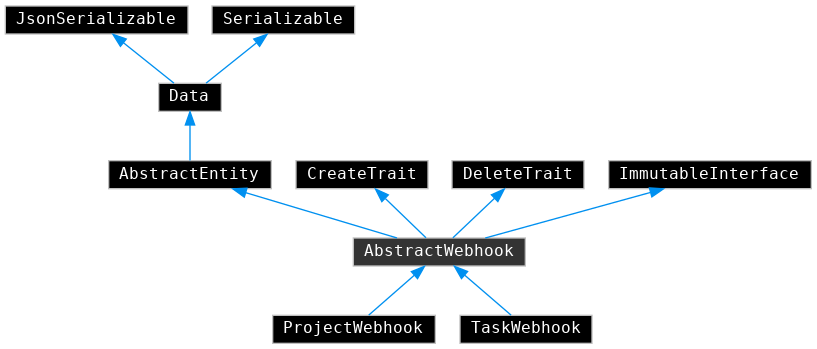 JsonSerializable
Serializable
Data
AbstractEntity
CreateTrait
DeleteTrait
ImmutableInterface
AbstractWebhook
ProjectWebhook
TaskWebhook